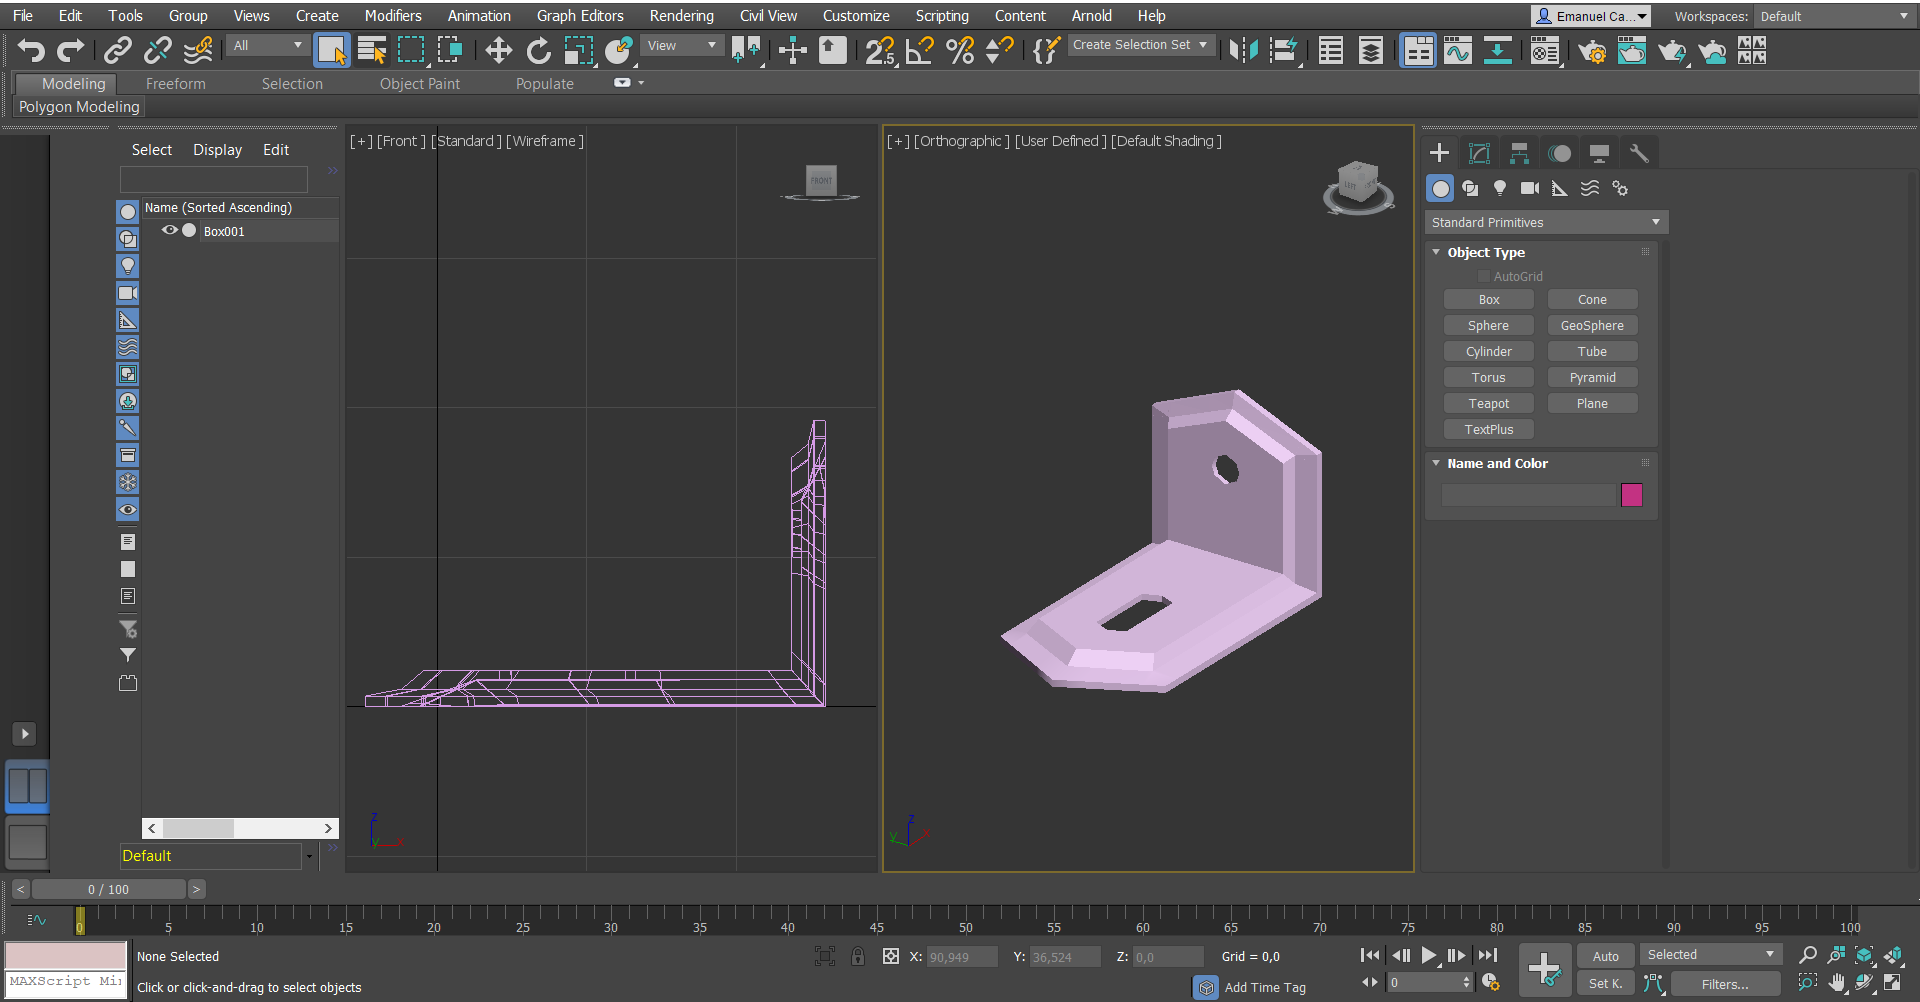 File Edit Tools Group Views Create Modifiers Animation Graph Editors Rendering Civil View Customize Scripting Content Arnold Help Emanuel Ca... Workspaces: Default
All View Create Selection Set
Modeling Freeform Selection Object Paint Populate
Polygon Modeling
Select Display Edit
Name (Sorted Ascending)
Box001
Default
[+] [Front ] [Standard ] [Wireframe ]
FRONT
z
y x
[+] [Orthographic ] [User Defined ] [Default Shading ]
z
y x
Standard Primitives
Object Type
AutoGrid
Box Cone
Sphere GeoSphere
Cylinder Tube
Torus Pyramid
Teapot Plane
TextPlus
Name and Color
< 0 / 100 >
0 5 10 15 20 25 30 35 40 45 50 55 60 65 70 75 80 85 90 95 100
None Selected X: 90,949 Y: 36,524 Z: 0,0 Grid = 0,0 Auto Selected
MAXScript Mi
Click or click-and-drag to select objects Add Time Tag 0 Set K. Filters...